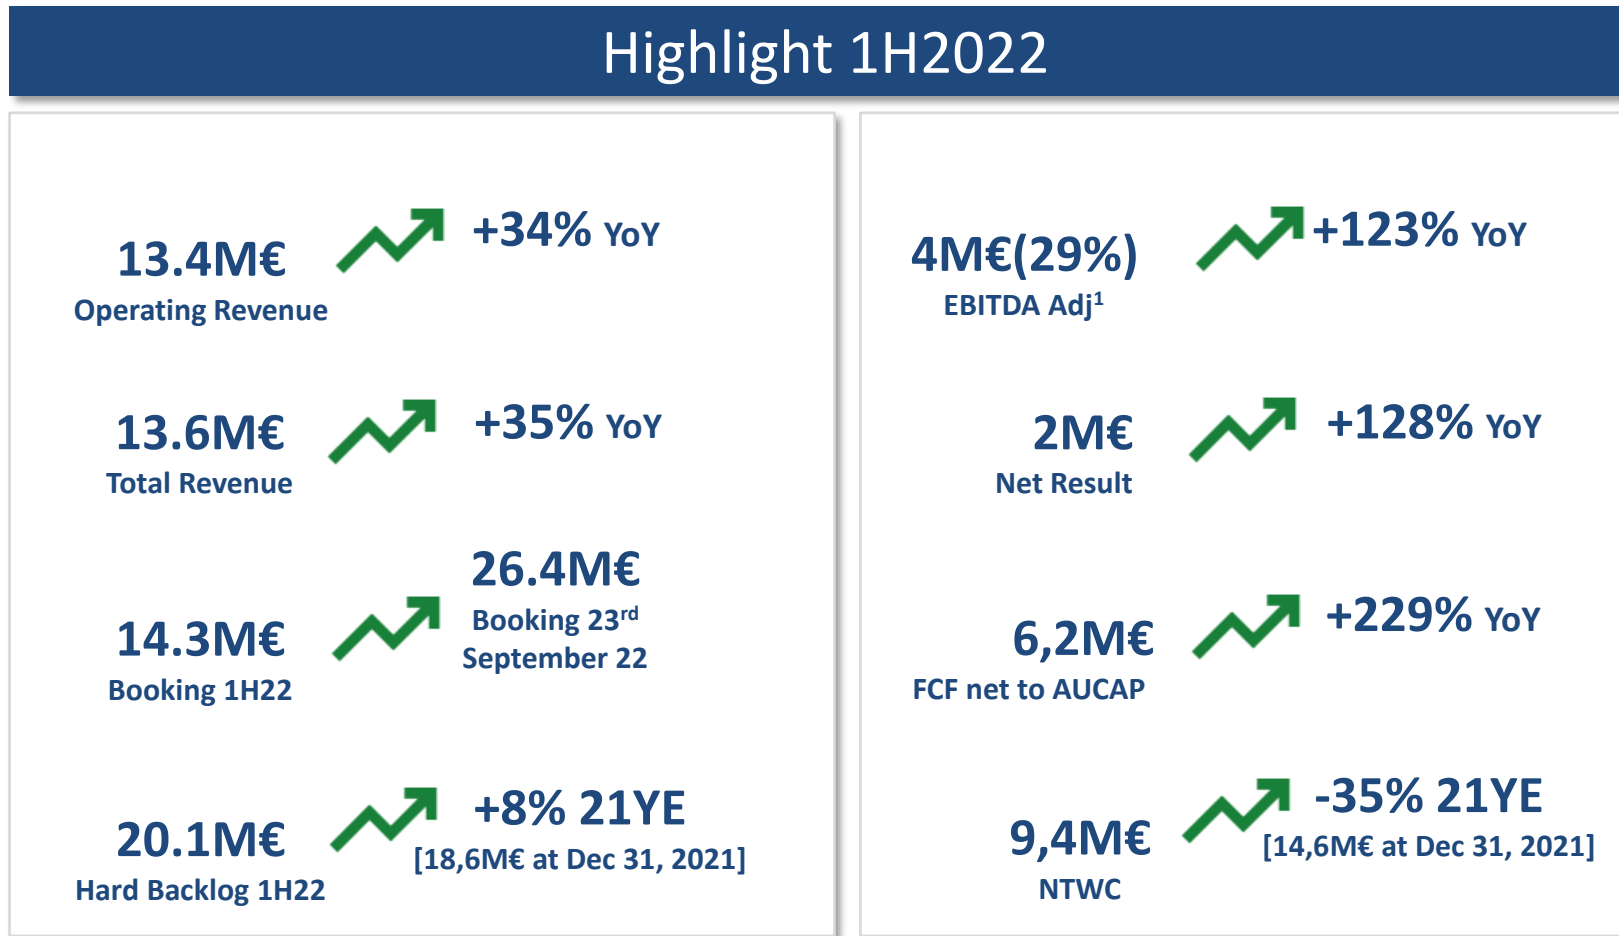 Highlight 1H2022
13.4M€
Operating Revenue
+34% YoY
13.6M€
Total Revenue
+35% YoY
14.3M€
Booking 1H22
26.4M€
Booking 23rd
September 22
20.1M€
Hard Backlog 1H22
+8% 21YE
[18,6M€ at Dec 31, 2021]
4M€(29%)
EBITDA Adj1
+123% YoY
2M€
Net Result
+128% YoY
6,2M€
FCF net to AUCAP
+229% YoY
9,4M€
NTWC
-35% 21YE
[14,6M€ at Dec 31, 2021]